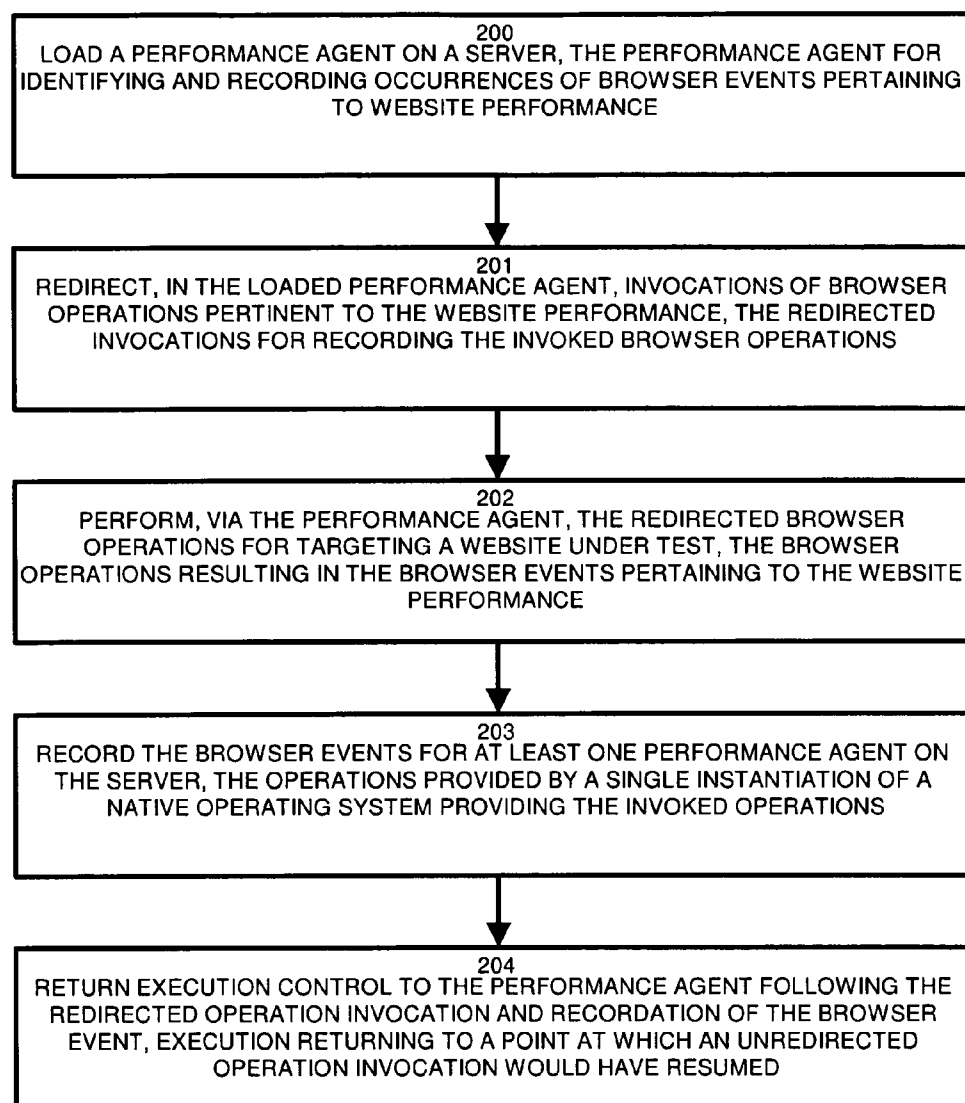 200
LOAD A PERFORMANCE AGENT ON A SERVER, THE PERFORMANCE AGENT FOR
IDENTIFYING AND RECORDING OCCURRENCES OF BROWSER EVENTS PERTAINING
TO WEBSITE PERFORMANCE
201
REDIRECT, IN THE LOADED PERFORMANCE AGENT, INVOCATIONS OF BROWSER
OPERATIONS PERTINENT TO THE WEBSITE PERFORMANCE, THE REDIRECTED
INVOCATIONS FOR RECORDING THE INVOKED BROWSER OPERATIONS
202
PERFORM, VIA THE PERFORMANCE AGENT, THE REDIRECTED BROWSER
OPERATIONS FOR TARGETING A WEBSITE UNDER TEST, THE BROWSER
OPERATIONS RESULTING IN THE BROWSER EVENTS PERTAINING TO THE WEBSITE
PERFORMANCE
203
RECORD THE BROWSER EVENTS FOR AT LEAST ONE PERFORMANCE AGENT ON
THE SERVER, THE OPERATIONS PROVIDED BY A SINGLE INSTANTIATION OF A
NATIVE OPERATING SYSTEM PROVIDING THE INVOKED OPERATIONS
204
RETURN EXECUTION CONTROL TO THE PERFORMANCE AGENT FOLLOWING THE
REDIRECTED OPERATION INVOCATION AND RECORDATION OF THE BROWSER
EVENT, EXECUTION RETURNING TO A POINT AT WHICH AN UNREDIRECTED
OPERATION INVOCATION WOULD HAVE RESUMED